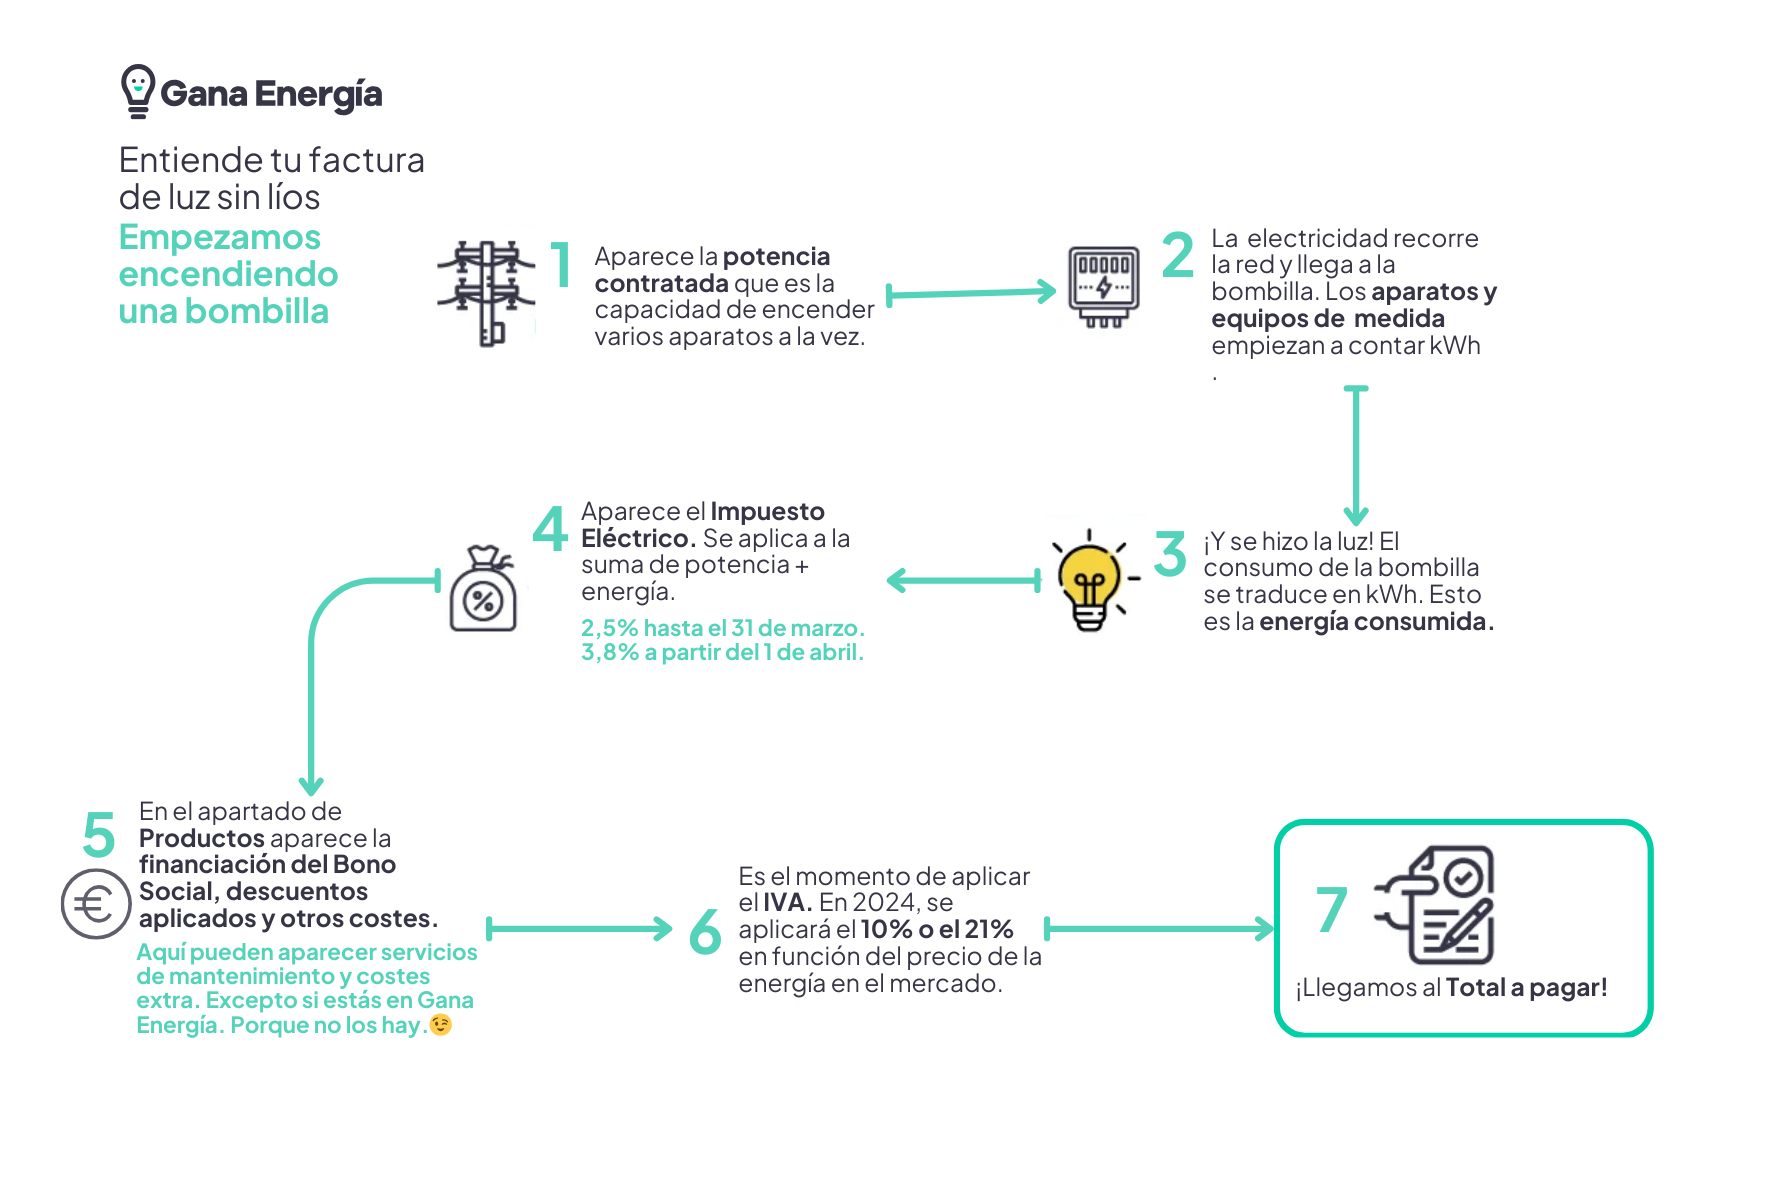 Gana Energía
Entiende tu factura
de luz sin líos
Empezamos
encendiendo
una bombilla
1
Aparece la potencia
contratada que es la
capacidad de encender
varios aparatos a la vez.
2
La electricidad recorre
la red y llega a la
bombilla. Los aparatos y
equipos de medida
empiezan a contar kWh
.
3
¡Y se hizo la luz! El
consumo de la bombilla
se traduce en kWh. Esto
es la energía consumida.
4
Aparece el Impuesto
Eléctrico. Se aplica a la
suma de potencia +
energía.
2,5% hasta el 31 de marzo.
3,8% a partir del 1 de abril.
%
5
€
En el apartado de
Productos aparece la
financiación del Bono
Social, descuentos
aplicados y otros costes.
Aquí pueden aparecer servicios
de mantenimiento y costes
extra. Excepto si estás en Gana
Energía. Porque no los hay.😉
6
Es el momento de aplicar
el IVA. En 2024, se
aplicará el 10% o el 21%
en función del precio de la
energía en el mercado.
7
¡Llegamos al Total a pagar!